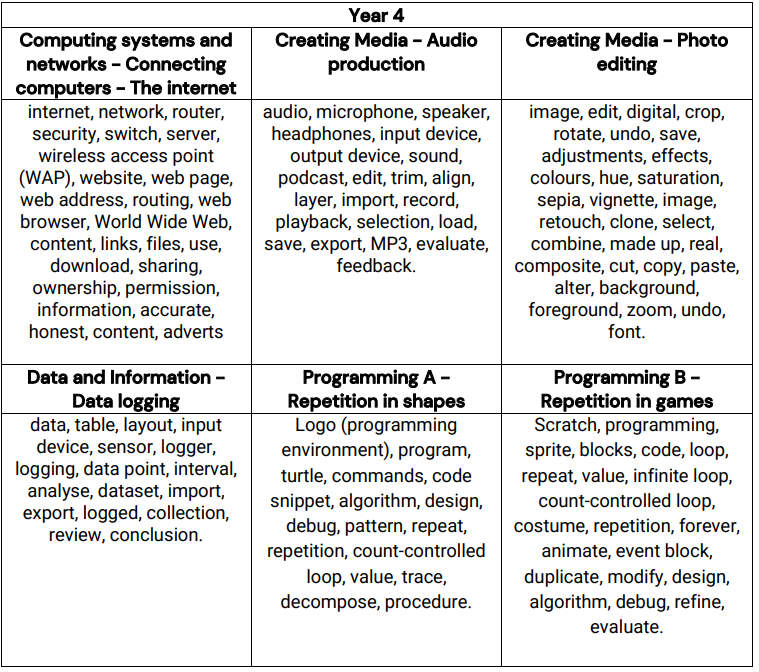 Year 4
Computing systems and
networks – Connecting
computers – The internet
internet, network, router,
security, switch, server,
wireless access point
(WAP), website, web page,
web address, routing, web
browser, World Wide Web,
content, links, files, use,
download, sharing,
ownership, permission,
information, accurate,
honest, content, adverts
Creating Media – Audio
production
audio, microphone, speaker,
headphones, input device,
output device, sound,
podcast, edit, trim, align,
layer, import, record,
playback, selection, load,
save, export, MP3, evaluate,
feedback.
Creating Media – Photo
editing
image, edit, digital, crop,
rotate, undo, save,
adjustments, effects,
colours, hue, saturation,
sepia, vignette, image,
retouch, clone, select,
combine, made up, real,
composite, cut, copy, paste,
alter, background,
foreground, zoom, undo,
font.
Data and Information –
Data logging
data, table, layout, input
device, sensor, logger,
logging, data point, interval,
analyse, dataset, import,
export, logged, collection,
review, conclusion.
Programming A –
Repetition in shapes
Logo (programming
environment), program,
turtle, commands, code
snippet, algorithm, design,
debug, pattern, repeat,
repetition, count-controlled
loop, value, trace,
decompose, procedure.
Programming B –
Repetition in games
Scratch, programming,
sprite, blocks, code, loop,
repeat, value, infinite loop,
count-controlled loop,
costume, repetition, forever,
animate, event block,
duplicate, modify, design,
algorithm, debug, refine,
evaluate.